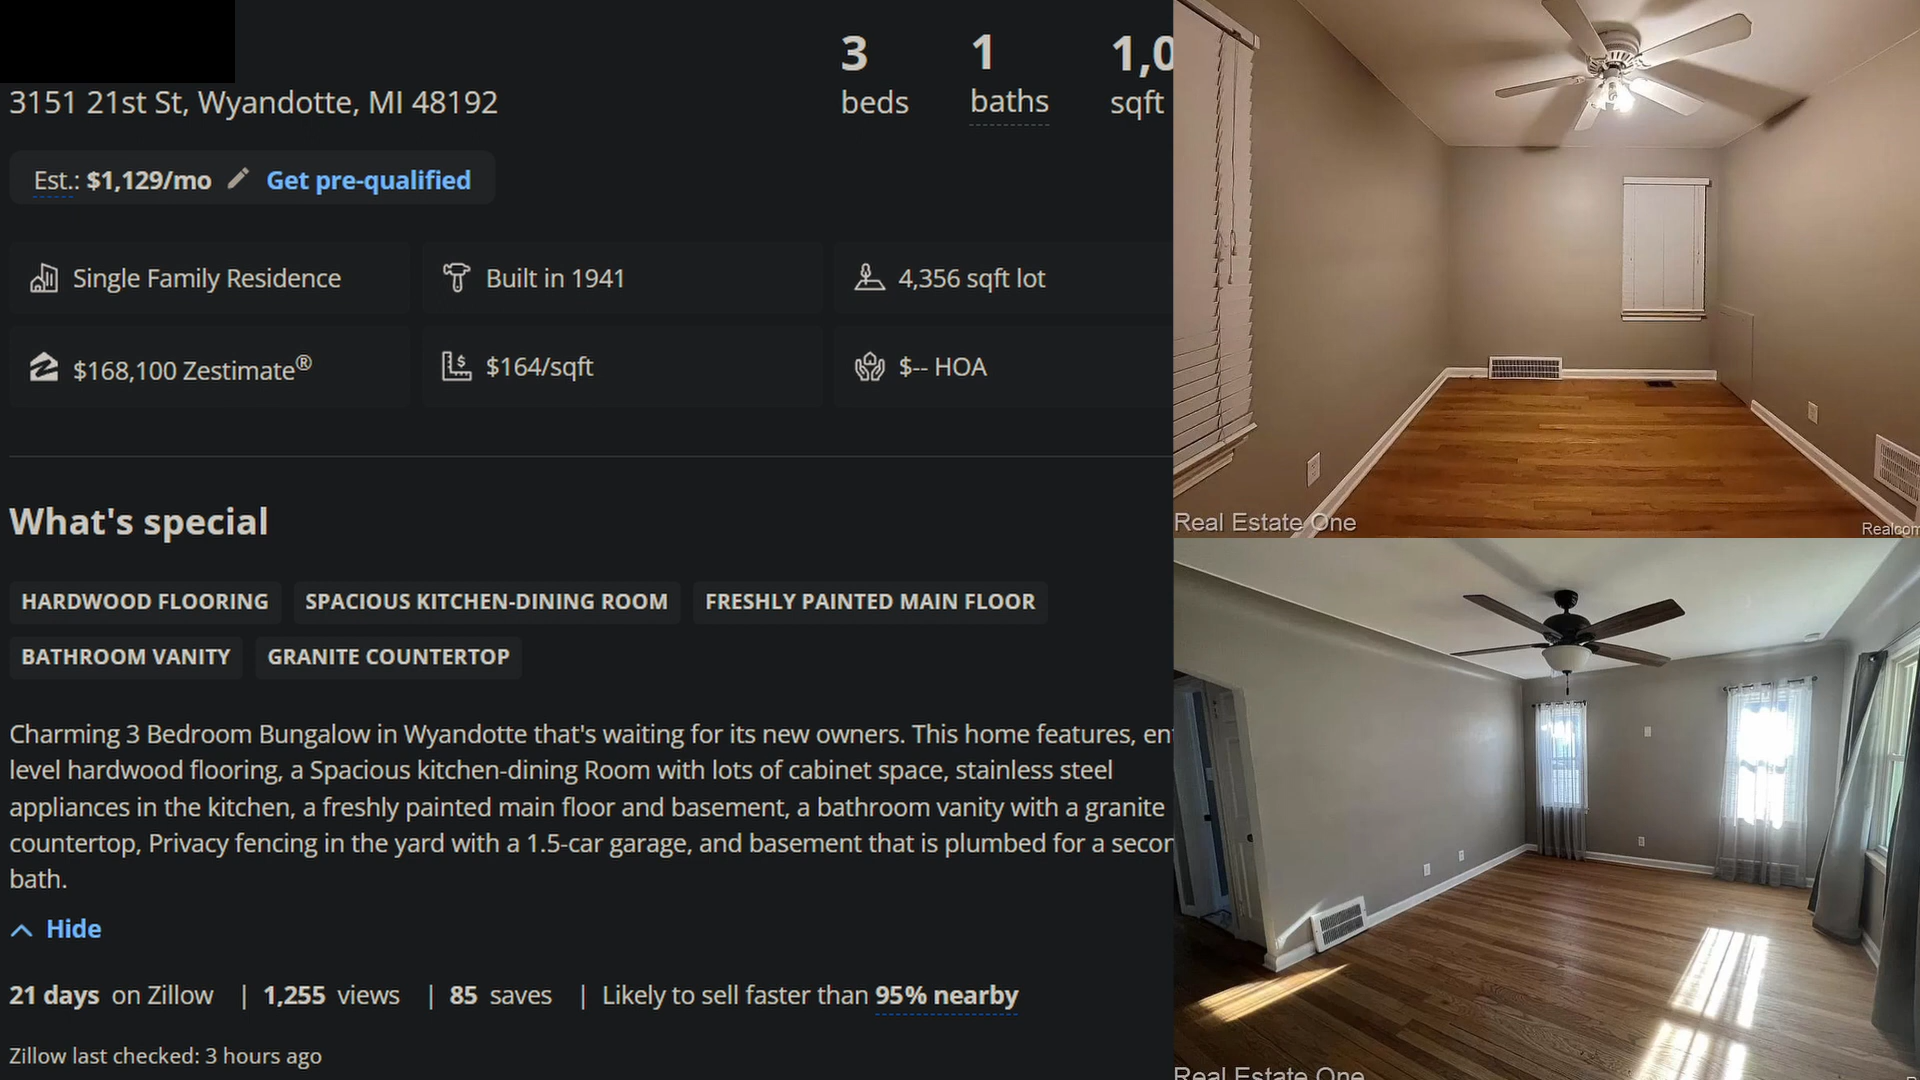 3 1 1,0
beds baths sqft
3151 21st St, Wyandotte, MI 48192
Est.: $1,129/mo Get pre-qualified
Single Family Residence Built in 1941 4,356 sqft lot
$168,100 Zestimate® $164/sqft $-- HOA
What's special
HARDWOOD FLOORING SPACIOUS KITCHEN-DINING ROOM FRESHLY PAINTED MAIN FLOOR
BATHROOM VANITY GRANITE COUNTERTOP
Charming 3 Bedroom Bungalow in Wyandotte that's waiting for its new owners. This home features,
level hardwood flooring, a Spacious kitchen-dining Room with lots of cabinet space, stainless steel
appliances in the kitchen, a freshly painted main floor and basement, a bathroom vanity with a granite
countertop, Privacy fencing in the yard with a 1.5-car garage, and basement that is plumbed for a
bath.
Hide
21 days on Zillow | 1,255 views | 85 saves | Likely to sell faster than 95% nearby
Zillow last checked: 3 hours ago
Real Estate One
Realcom
Real Estate One